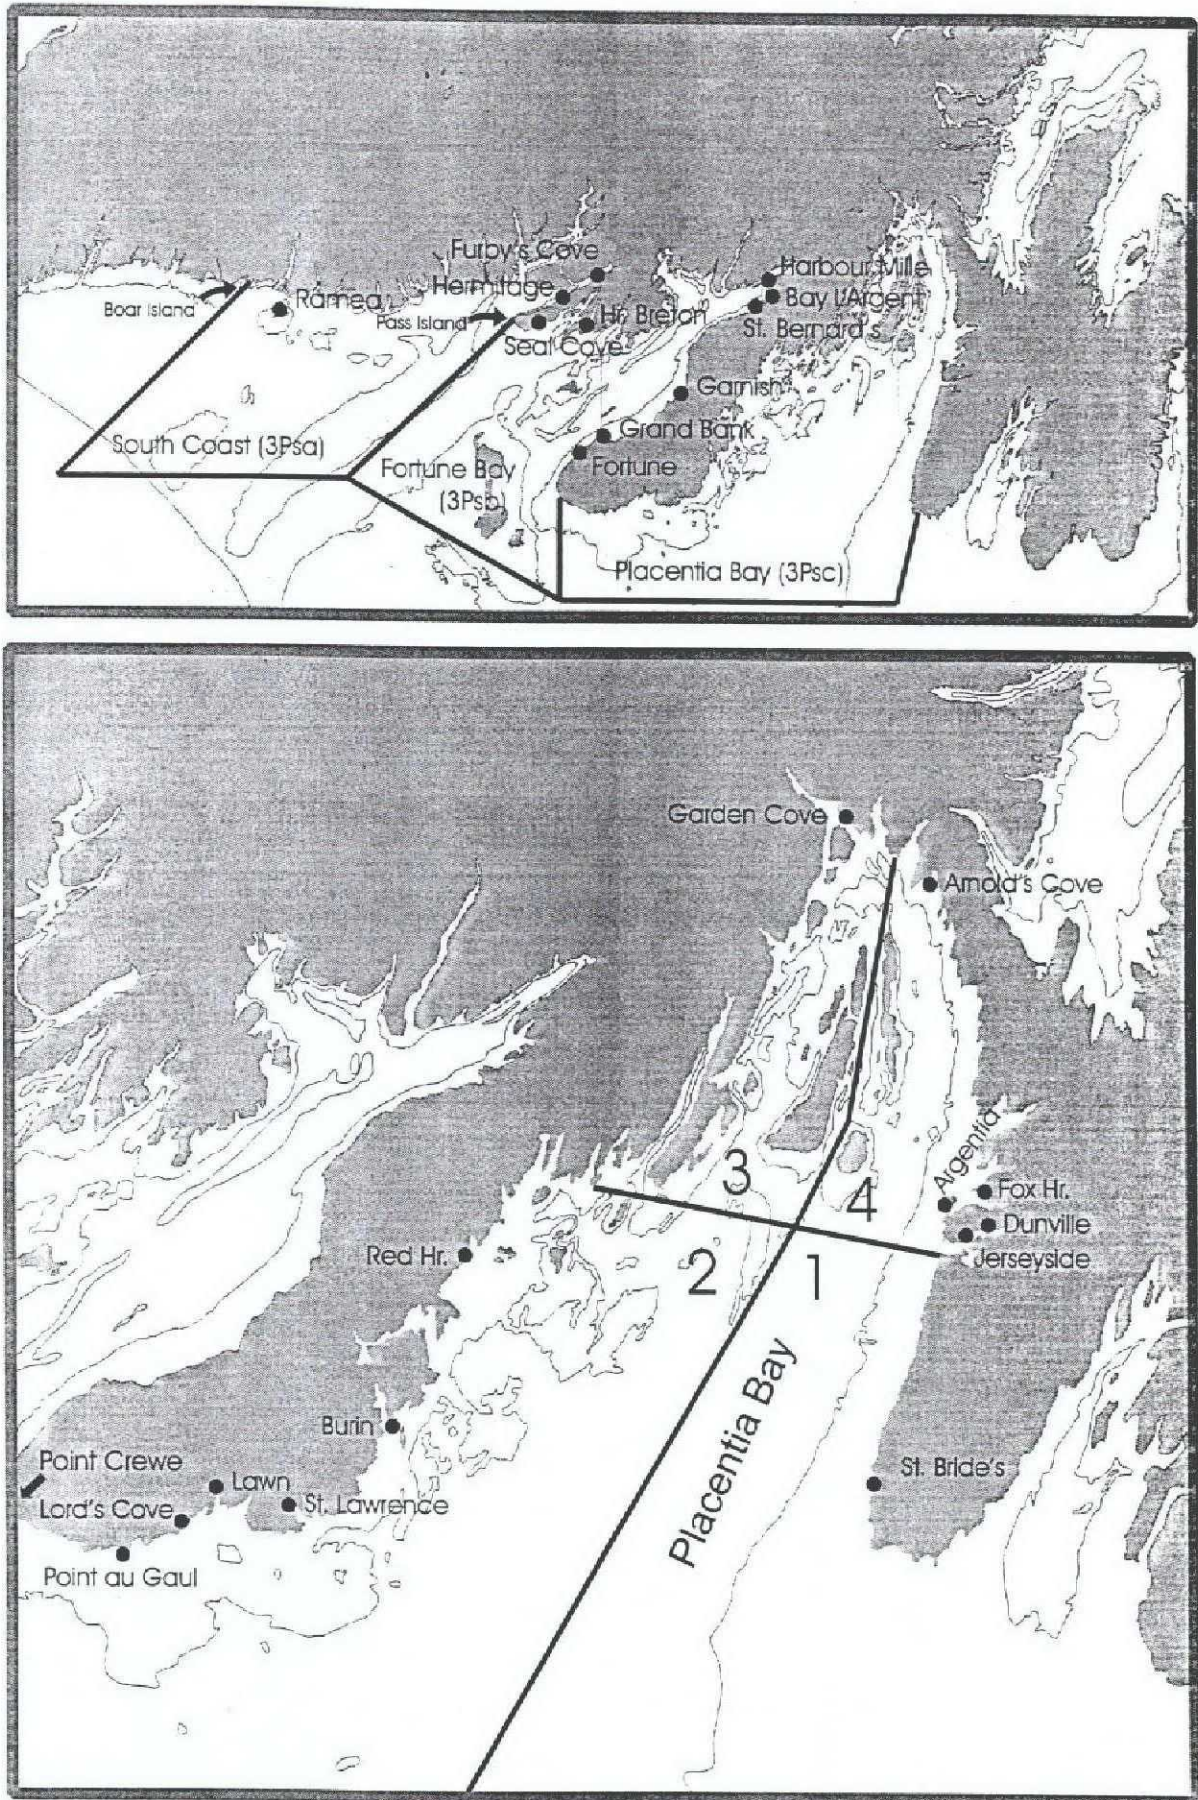 Furby's Cove
Harbour Mille
Hermitage
Bay L'Argent
Boar Island
Ramea
Pass Island
Hr. Breton
St. Bernard's
Seal Cove
Garnish
Grand Bank
South Coast (3Psa)
Fortune Bay
(3Psb)
Fortune
Placentia Bay (3Psc)
Garden Cove
Arnold's Cove
Argentia
3
4
Fox Hr.
Dunville
Red Hr.
2
1
Jerseyside
Placentia Bay
Burin
Point Crewe
Lawn
St. Bride's
Lord's Cove
St. Lawrence
Point au Gaul